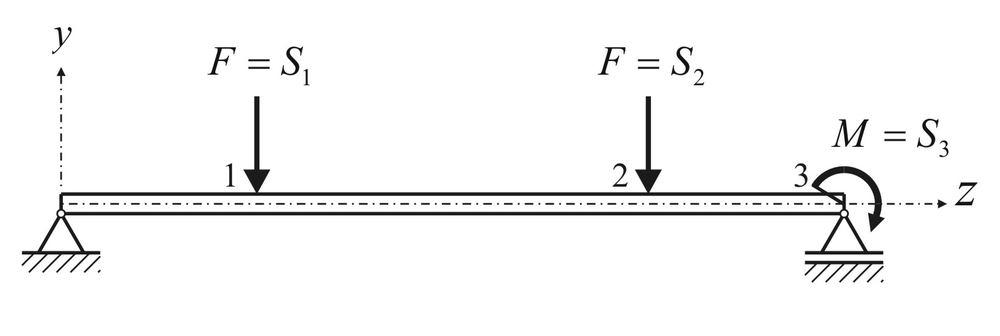 y
F = S₁
F = S₂
M = S₃
1
2
3
z